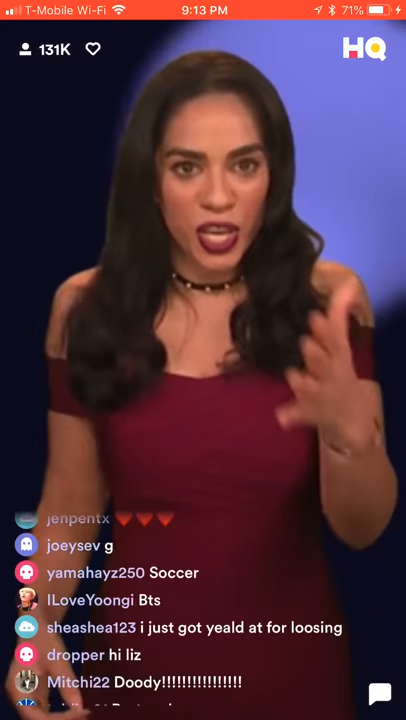 T-Mobile Wi-Fi 9:13 PM 71%
131K HQ
jenpentx ❤️❤️❤️
joeysev g
yamahayz250 Soccer
ILoveYoongi Bts
sheashea123 i just got yeald at for loosing
dropper hi liz
Mitchi22 Doody!!!!!!!!!!!!!!!!